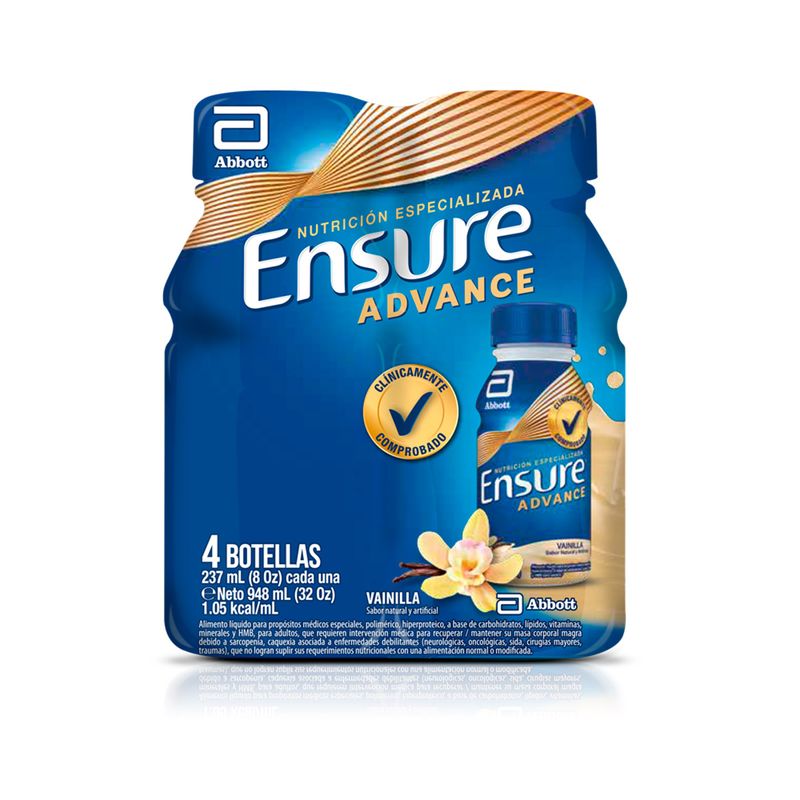 Abbott
NUTRICIÓN ESPECIALIZADA
Ensure
ADVANCE
CLÍNICAMENTE
COMPROBADO
Abbott
CLÍNICAMENTE
COMPROBADO
NUTRICIÓN ESPECIALIZADA
Ensure
ADVANCE
VAINILLA
4 BOTELLAS
237 mL (8 Oz) cada una
℮Neto 948 mL (32 Oz)
1.05 kcal/mL
VAINILLA
Sabor natural y artificial
Abbott
Alimento líquido para propósitos médicos especiales, polimérico, hiperproteico, a base de carbohidratos, lípidos, vitaminas,
minerales y HMB, para adultos, que requieren intervención médica para recuperar / mantener su masa corporal magra
debido a sarcopenia, caquexia asociada a enfermedades debilitantes (neurológicas, oncológicas, sida, cirugías mayores,
traumas), que no logran suplir sus requerimientos nutricionales con una alimentación normal o modificada.